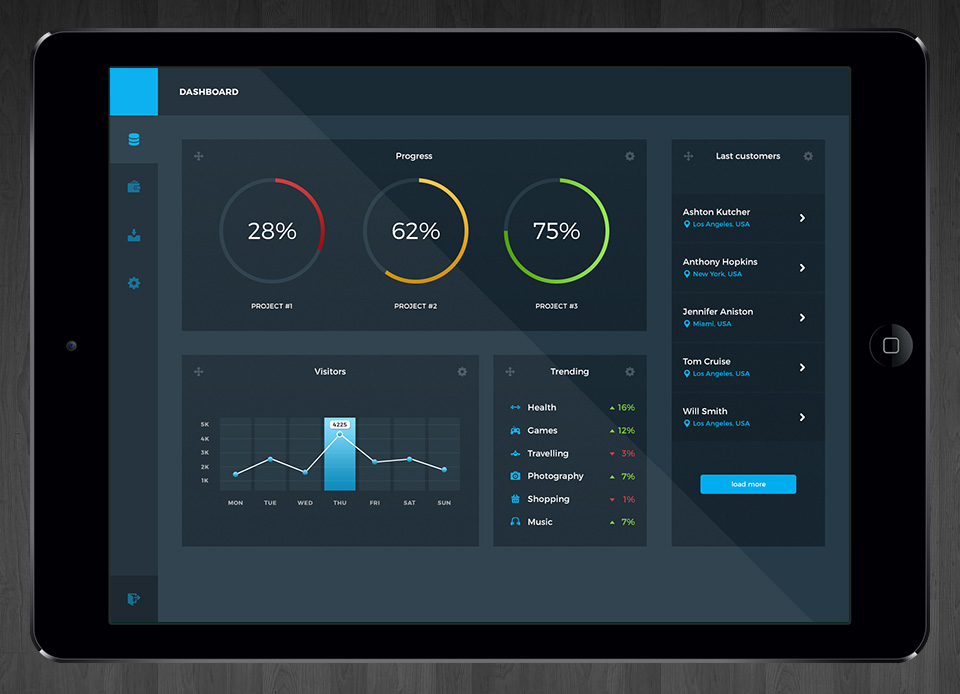 DASHBOARD
Progress
28%
62%
75%
PROJECT #1
PROJECT #2
PROJECT #3
Last customers
Ashton Kutcher
Los Angeles, USA
Anthony Hopkins
New York, USA
Jennifer Aniston
Miami, USA
Tom Cruise
Los Angeles, USA
Will Smith
Los Angeles, USA
load more
Visitors
4225
5K
4K
3K
2K
1K
MON TUE WED THU FRI SAT SUN
Trending
Health 16%
Games 12%
Travelling 3%
Photography 7%
Shopping 1%
Music 7%